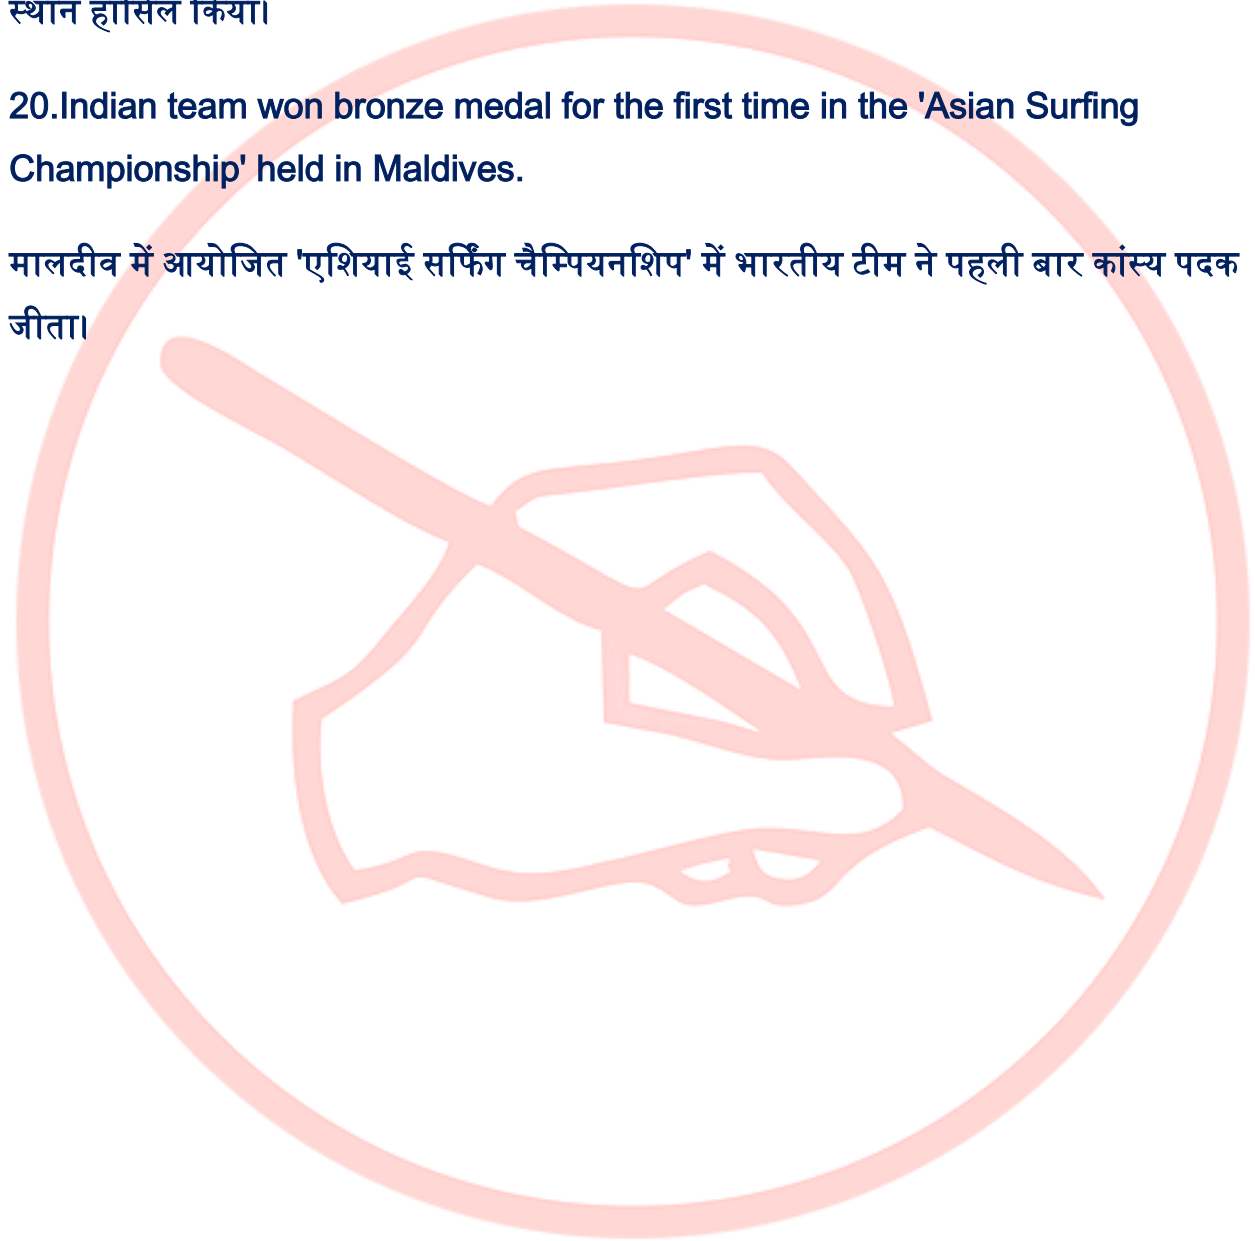 स्थान हासिल किया।
20.Indian team won bronze medal for the first time in the 'Asian Surfing
Championship' held in Maldives.
मालदीव में आयोजित 'एशियाई सर्फिंग चैम्पियनशिप' में भारतीय टीम ने पहली बार कांस्य पदक
जीता।